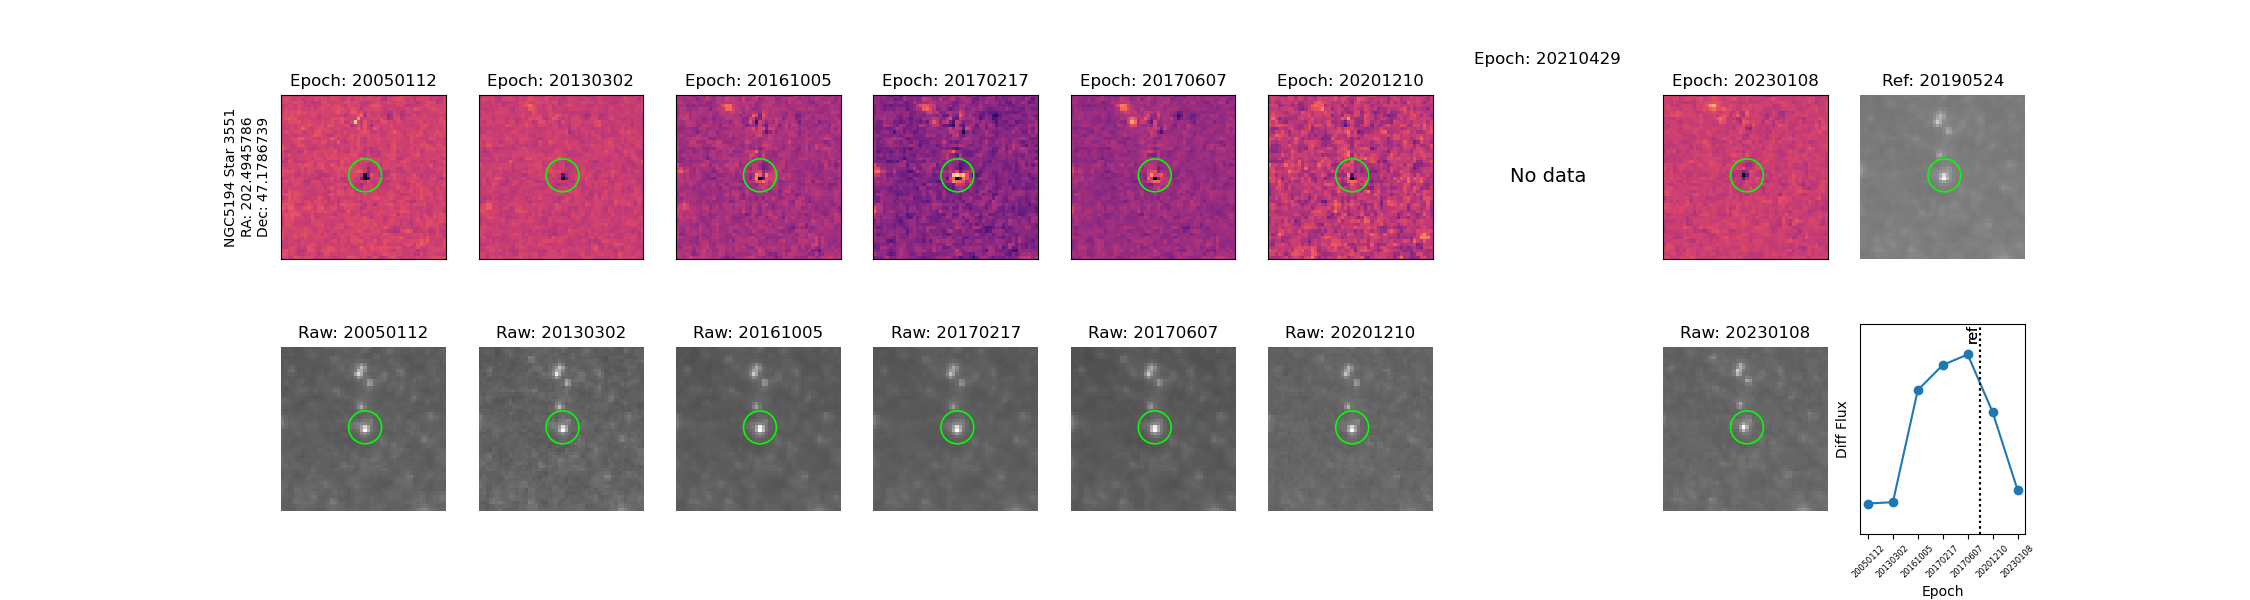 Epoch: 20210429
Epoch: 20050112
Epoch: 20130302
Epoch: 20161005
Epoch: 20170217
Epoch: 20170607
Epoch: 20201210
Epoch: 20230108
Ref: 20190524
NGC5194 Star 3551
RA: 202.4945786
Dec: 47.1786739
No data
Raw: 20050112
Raw: 20130302
Raw: 20161005
Raw: 20170217
Raw: 20170607
Raw: 20201210
Raw: 20230108
ref
Diff Flux
20050112
20130302
20161005
20170217
20170607
20201210
20230108
Epoch